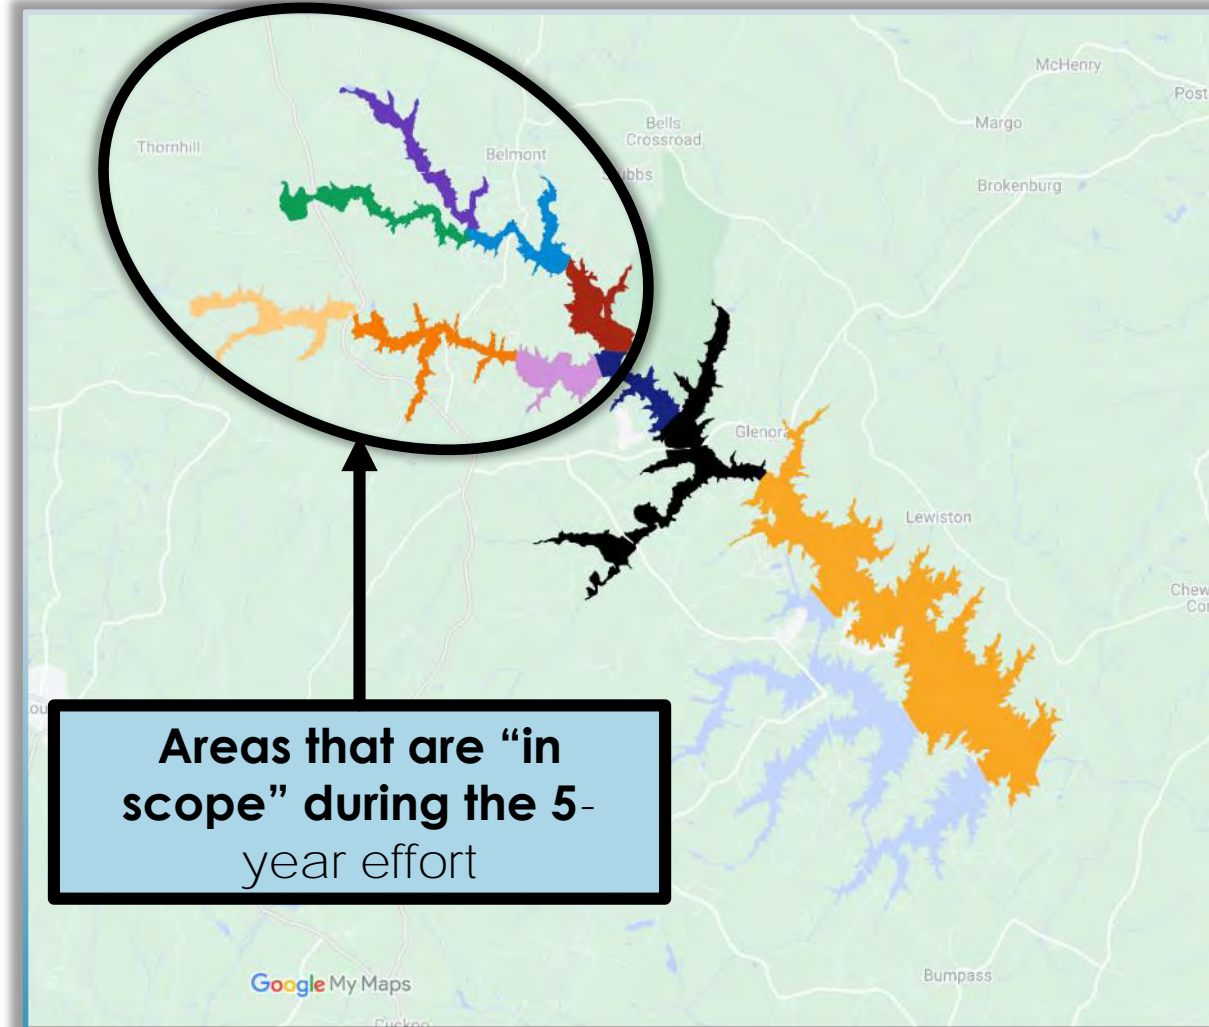 McHenry
Post
Margo
Bells
Crossroad
Thornhill
Belmont
Brokenburg
Glenora
Lewiston
Chew
Cor
Areas that are “in
scope” during the 5-
year effort
Bumpass
Google My Maps
Cuckoo